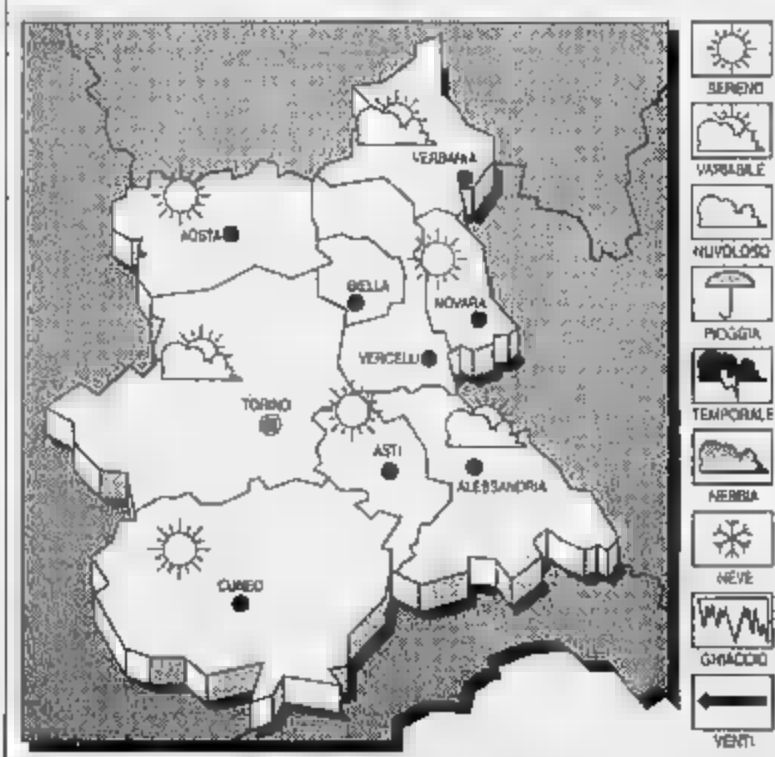 VERBANIA
AOSTA
BIELLA
NOVARA
VERCELLI
TORINO
ASTI
ALESSANDRIA
CUNEO
SERENO
VARIABILE
NUVOLOSO
PIOGGIA
TEMPORALE
NEBBIA
NEVE
GHIACCIO
VENTI